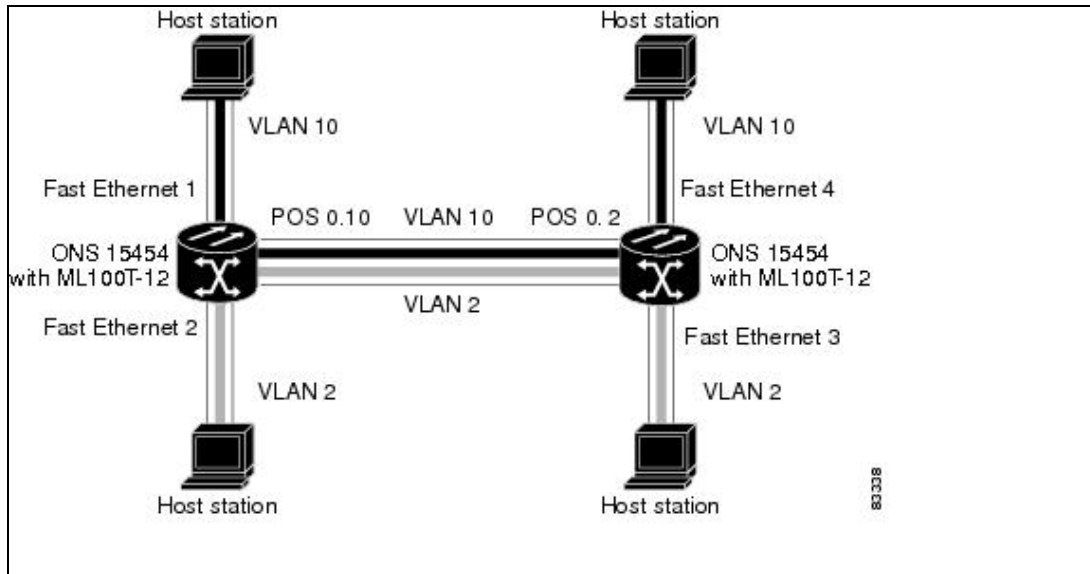 Host station
Host station
VLAN 10
VLAN 10
Fast Ethernet 1
Fast Ethernet 4
POS 0.10
VLAN 10
POS 0. 2
ONS 15454
with ML100T-12
ONS 15454
with ML100T-12
VLAN 2
Fast Ethernet 2
Fast Ethernet 3
VLAN 2
VLAN 2
Host station
Host station
83338